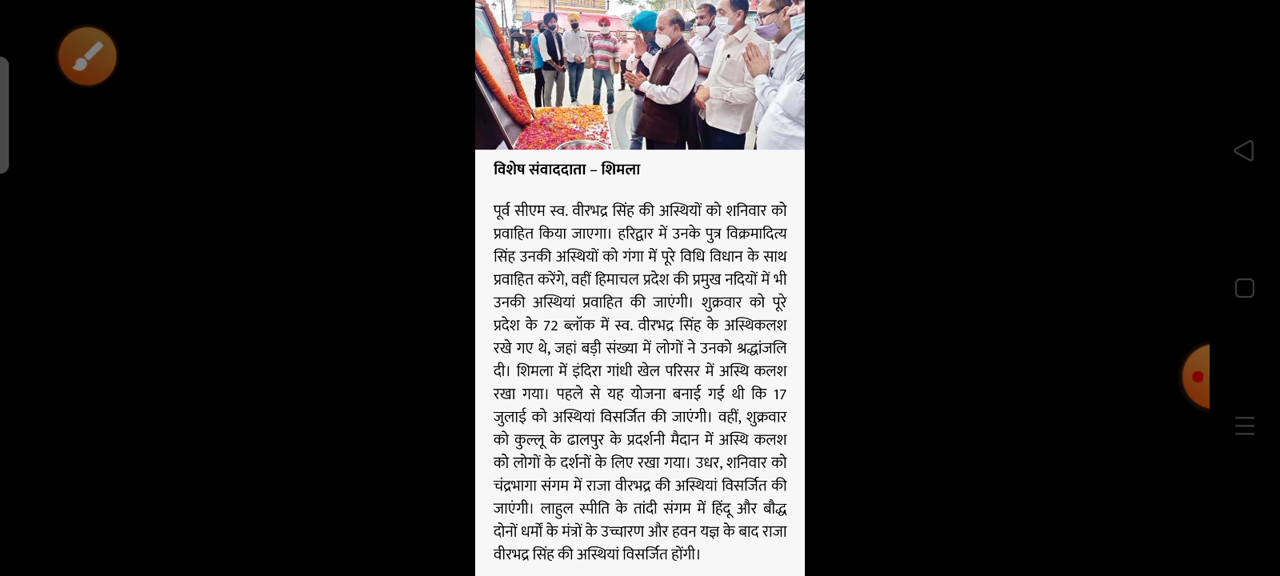 विशेष संवाददाता – शिमला
पूर्व सीएम स्व. वीरभद्र सिंह की अस्थियों को शनिवार को
प्रवाहित किया जाएगा। हरिद्वार में उनके पुत्र विक्रमादित्य
सिंह उनकी अस्थियों को गंगा में पूरे विधि विधान के साथ
प्रवाहित करेंगे, वहीं हिमाचल प्रदेश की प्रमुख नदियों में भी
उनकी अस्थियां प्रवाहित की जाएंगी। शुक्रवार को पूरे
प्रदेश के 72 ब्लॉक में स्व. वीरभद्र सिंह के अस्थिकलश
रखे गए थे, जहां बड़ी संख्या में लोगों ने उनको श्रद्धांजलि
दी। शिमला में इंदिरा गांधी खेल परिसर में अस्थि कलश
रखा गया। पहले से यह योजना बनाई गई थी कि 17
जुलाई को अस्थियां विसर्जित की जाएंगी। वहीं, शुक्रवार
को कुल्लू के ढालपुर के प्रदर्शनी मैदान में अस्थि कलश
को लोगों के दर्शनों के लिए रखा गया। उधर, शनिवार को
चंद्रभागा संगम में राजा वीरभद्र की अस्थियां विसर्जित की
जाएंगी। लाहुल स्पीति के तांदी संगम में हिंदू और बौद्ध
दोनों धर्मों के मंत्रों के उच्चारण और हवन यज्ञ के बाद राजा
वीरभद्र सिंह की अस्थियां विसर्जित होंगी।